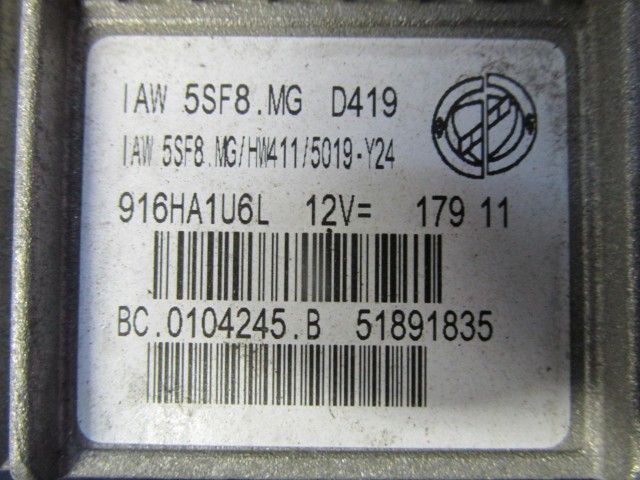 IAW 5SF8.MG D419
IAW 5SF8.MG/HW411/5019-Y24
916HA1U6L 12V= 179 11
BC.0104245.B 51891835